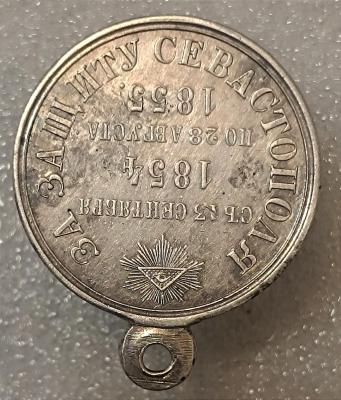 СЪ 13 СЕНТЯБРЯ
1854
ПО 28 АВГУСТА
1855.
ЗА ЗАЩИТУ СЕВАСТОПОЛЯ